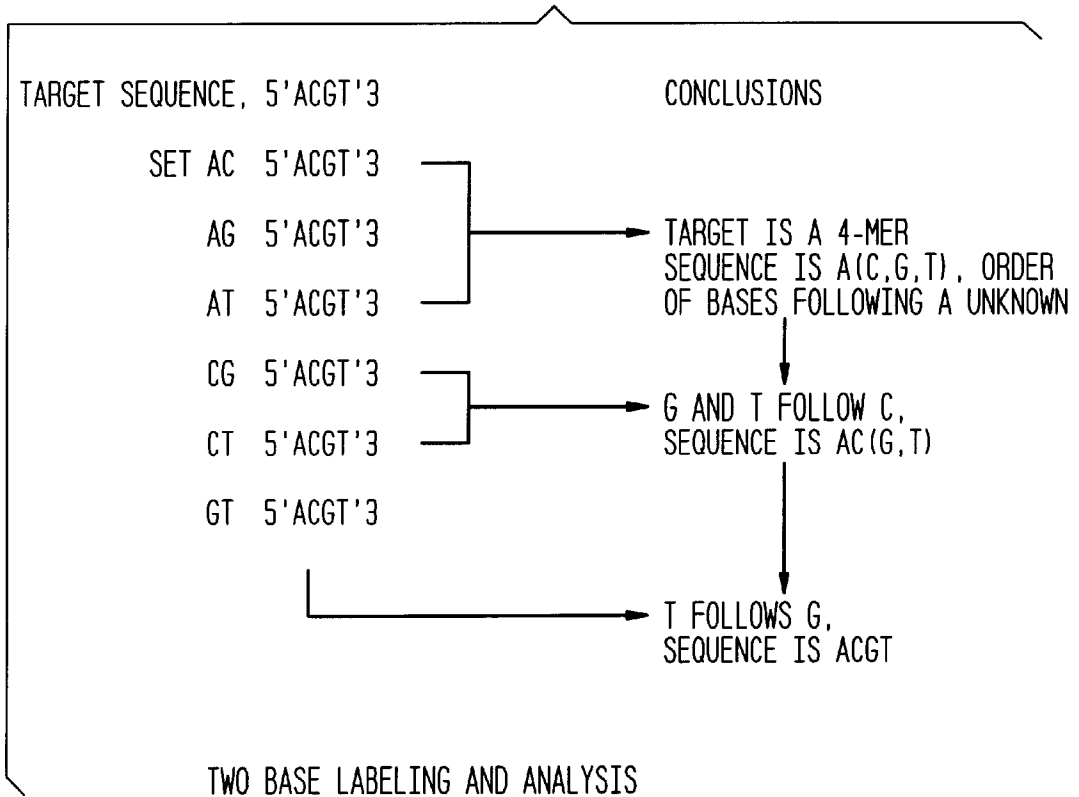 TARGET SEQUENCE, 5'ACGT'3
CONCLUSIONS
SET AC 5'ACGT'3
AG 5'ACGT'3
AT 5'ACGT'3
TARGET IS A 4-MER
SEQUENCE IS A(C,G,T), ORDER
OF BASES FOLLOWING A UNKNOWN
CG 5'ACGT'3
CT 5'ACGT'3
G AND T FOLLOW C,
SEQUENCE IS AC(G,T)
GT 5'ACGT'3
T FOLLOWS G,
SEQUENCE IS ACGT
TWO BASE LABELING AND ANALYSIS